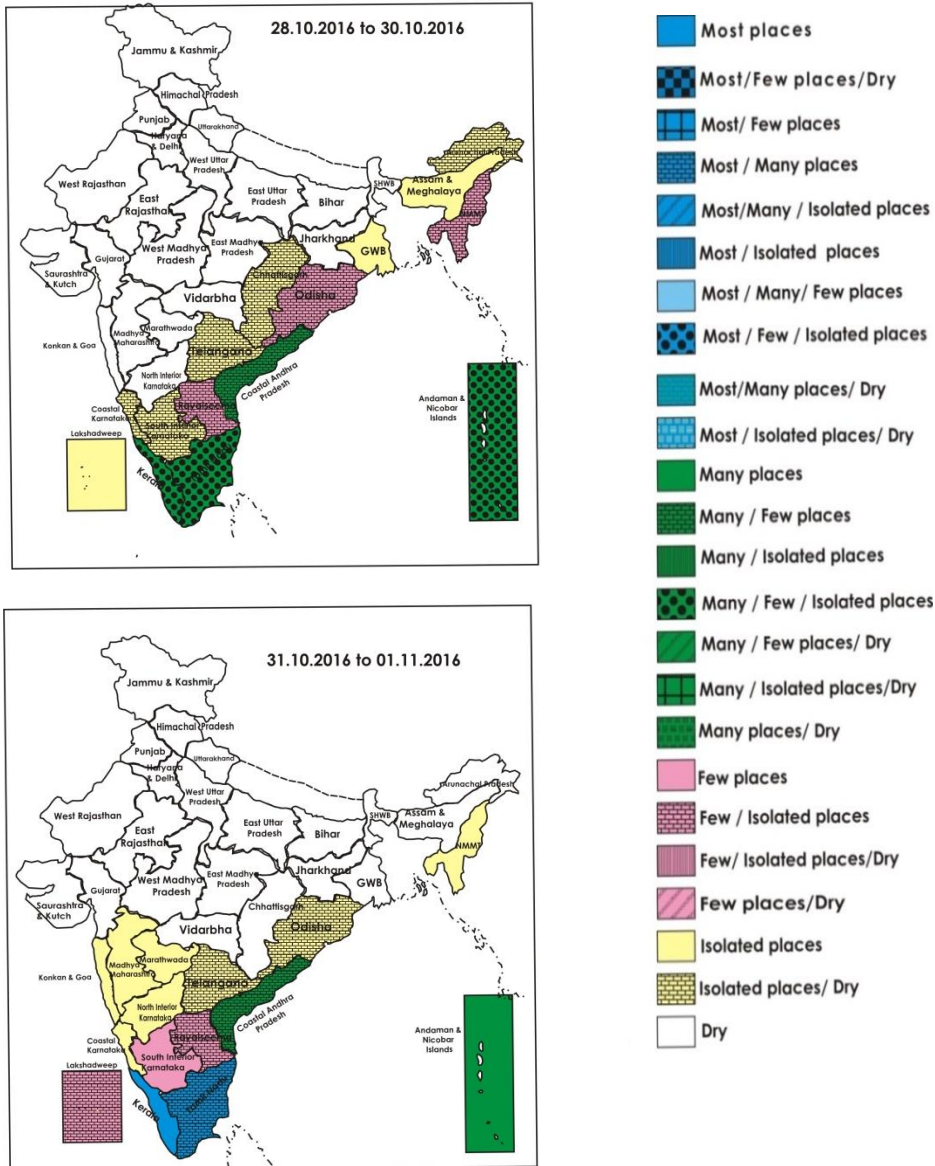 28.10.2016 to 30.10.2016
Jammu & Kashmir
Himachal Pradesh
Punjab
Uttarakhand
Haryana
& Delhi
West Uttar
Pradesh
West Rajasthan
East
Rajasthan
East Uttar
Pradesh
SHWB
Arunachal Pradesh
Assam &
Meghalaya
NMMT
Bihar
Jharkhand
GWB
West Madhya
Pradesh
East Madhya
Pradesh
Gujarat
Saurashtra
& Kutch
Chhattisgarh
Vidarbha
Odisha
Konkan & Goa
Madhya
Maharashtra
Marathwada
Telangana
North Interior
Karnataka
Coastal Andhra
Pradesh
Coastal
Karnataka
Rayalseema
South Interior
Karnataka
Lakshadweep
Kerala
Andaman &
Nicobar
Islands
31.10.2016 to 01.11.2016
Jammu & Kashmir
Himachal Pradesh
Punjab
Uttarakhand
Haryana
& Delhi
West Uttar
Pradesh
West Rajasthan
East
Rajasthan
East Uttar
Pradesh
SHWB
Arunachal Pradesh
Assam &
Meghalaya
NMMT
Bihar
Jharkhand
GWB
West Madhya
Pradesh
East Madhya
Pradesh
Gujarat
Saurashtra
& Kutch
Chhattisgarh
Vidarbha
Odisha
Konkan & Goa
Madhya
Maharashtra
Marathwada
Telangana
North Interior
Karnataka
Coastal Andhra
Pradesh
Coastal
Karnataka
Rayalseema
South Interior
Karnataka
Lakshadweep
Kerala
Andaman &
Nicobar
Islands
Most places
Most/Few places/Dry
Most/ Few places
Most / Many places
Most/Many / Isolated places
Most / Isolated places
Most / Many/ Few places
Most / Few / Isolated places
Most/Many places/ Dry
Most / Isolated places/ Dry
Many places
Many / Few places
Many / Isolated places
Many / Few / Isolated places
Many / Few places/ Dry
Many / Isolated places/Dry
Many places/ Dry
Few places
Few / Isolated places
Few/ Isolated places/Dry
Few places/Dry
Isolated places
Isolated places/ Dry
Dry